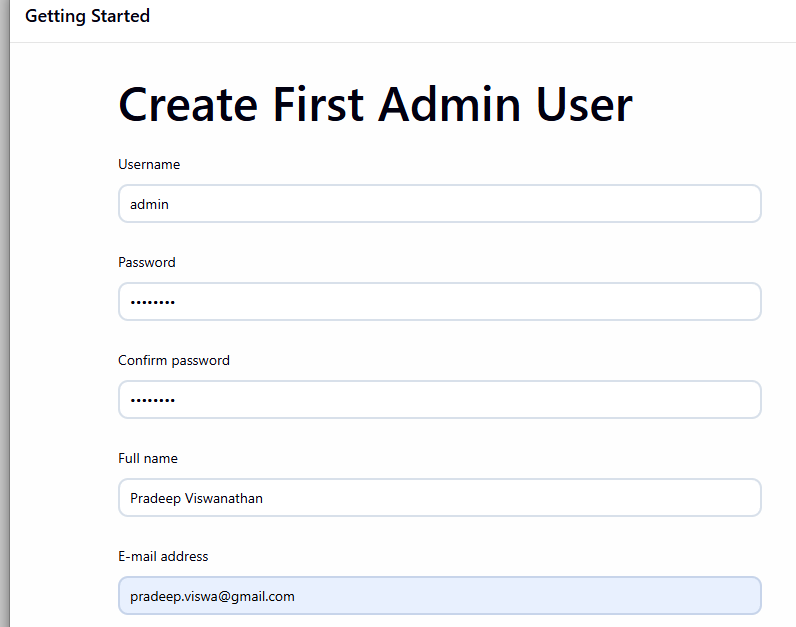 Getting Started
Create First Admin User
Username
admin
Password
••••••••
Confirm password
••••••••
Full name
Pradeep Viswanathan
E-mail address
pradeep.viswa@gmail.com